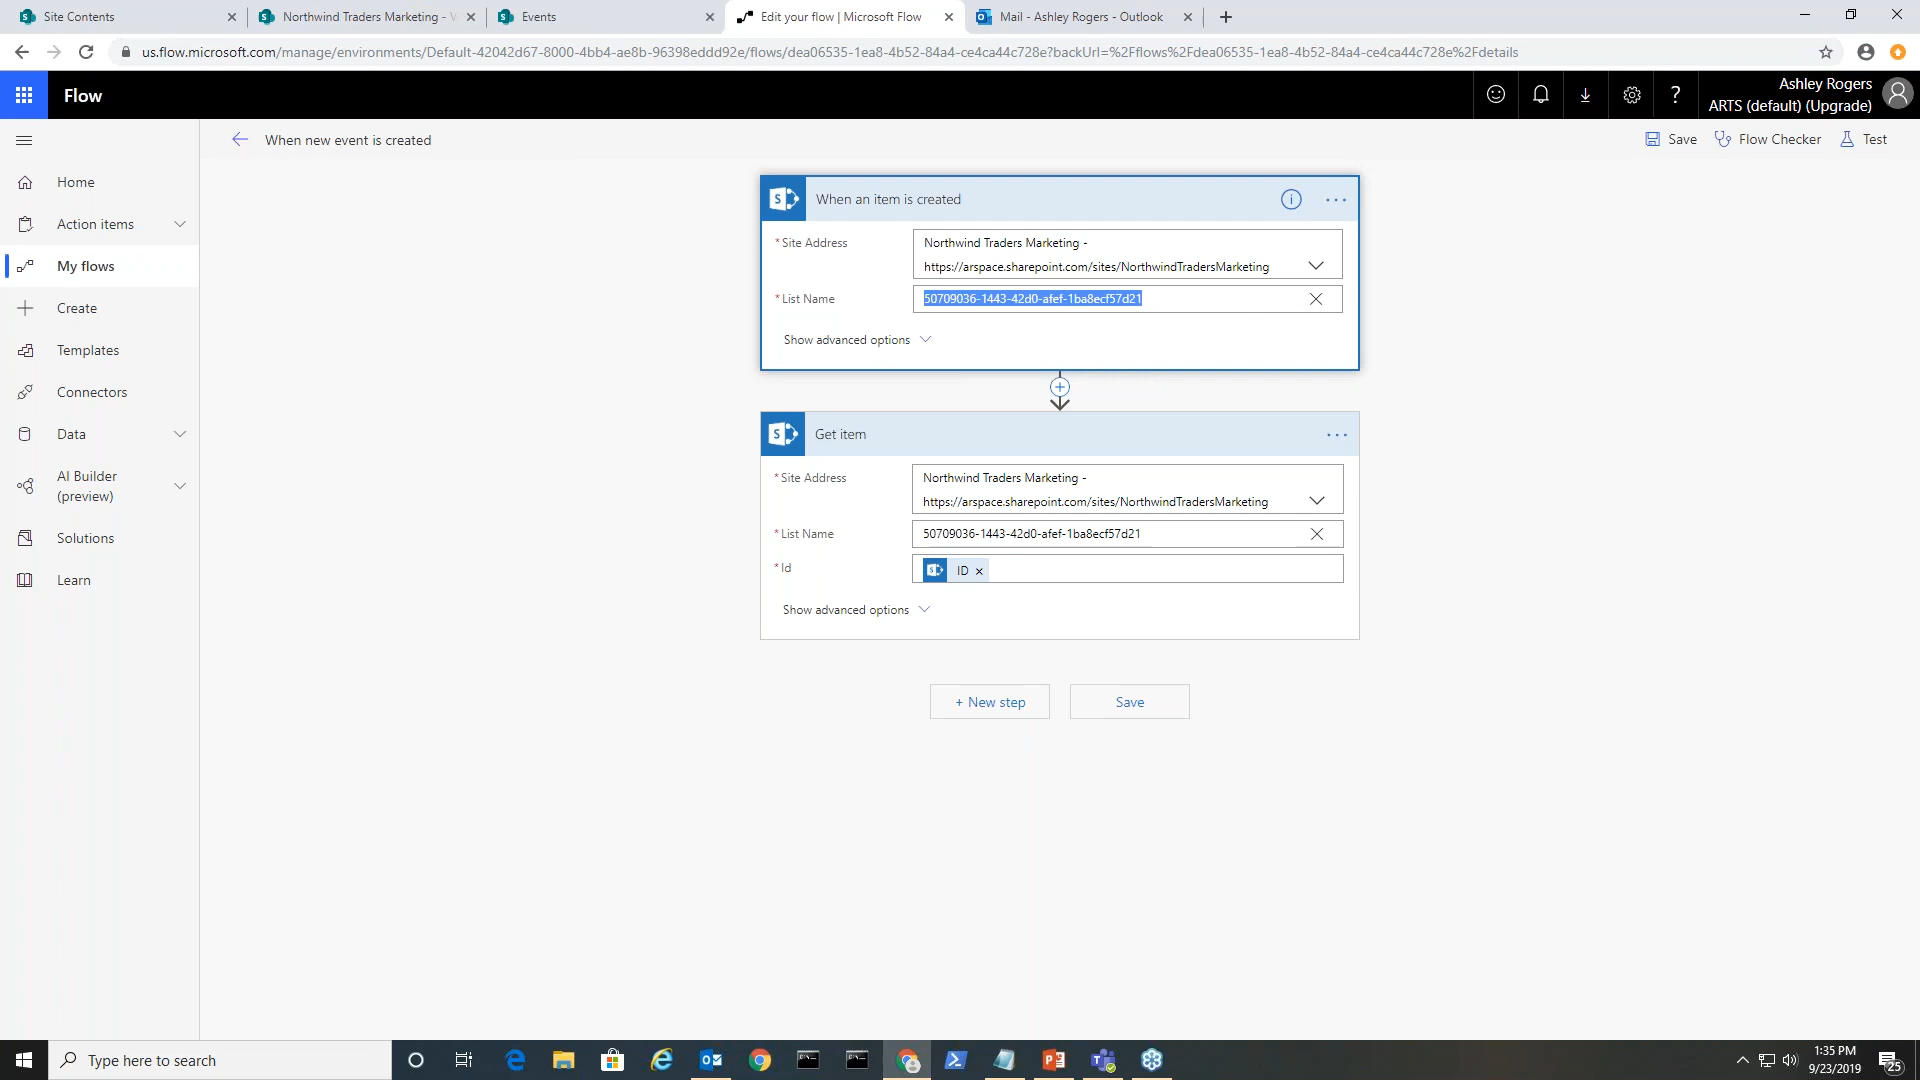 Site Contents
Northwind Traders Marketing -
Events
Edit your flow | Microsoft Flow
Mail - Ashley Rogers - Outlook
us.flow.microsoft.com/manage/environments/Default-42042d67-8000-4bb4-ae8b-96398eddd92e/flows/dea06535-1ea8-4b52-84a4-ce4ca44c728e?backUrl=%2Fflows%2Fdea06535-1ea8-4b52-84a4-ce4ca44c728e%2Fdetails
Flow
?
Ashley Rogers
ARTS (default) (Upgrade)
When new event is created
Save
Flow Checker
Test
Home
Action items
My flows
Create
Templates
Connectors
Data
AI Builder
(preview)
Solutions
Learn
When an item is created
*Site Address
Northwind Traders Marketing -
https://arspace.sharepoint.com/sites/NorthwindTradersMarketing
*List Name
50709036-1443-42d0-afef-1ba8ecf57d21
Show advanced options
Get item
*Site Address
Northwind Traders Marketing -
https://arspace.sharepoint.com/sites/NorthwindTradersMarketing
*List Name
50709036-1443-42d0-afef-1ba8ecf57d21
*Id
ID
Show advanced options
+ New step
Save
Type here to search
1:35 PM
9/23/2019
25